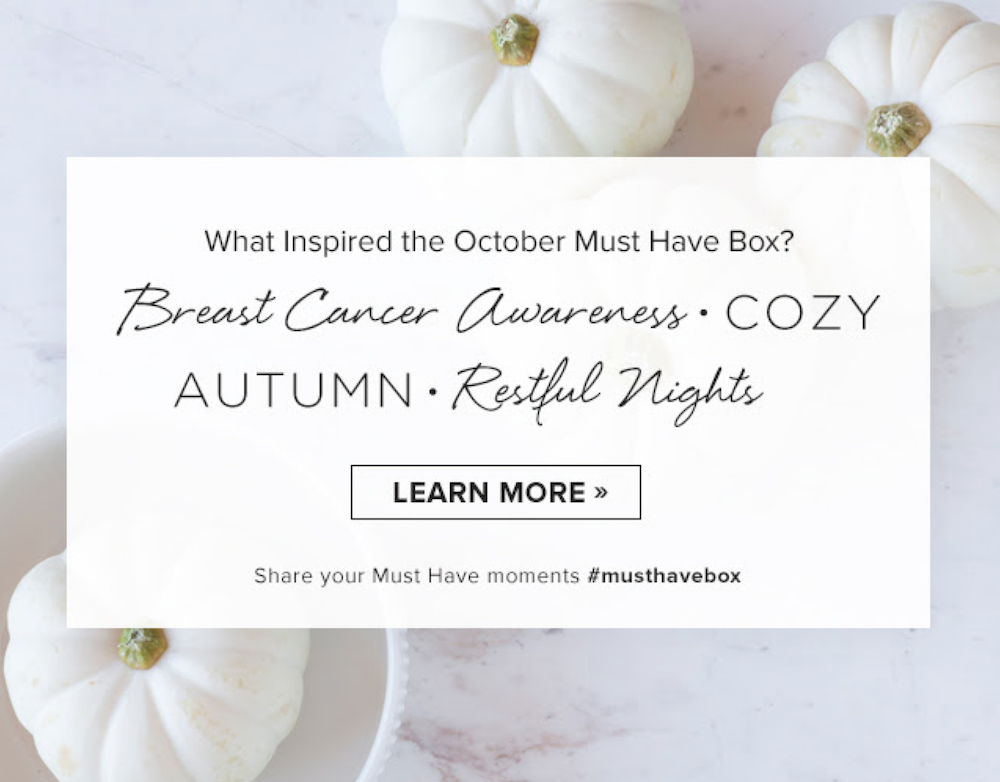 What Inspired the October Must Have Box?
Breast Cancer Awareness • COZY
AUTUMN • Restful Nights
LEARN MORE »
Share your Must Have moments #musthavebox